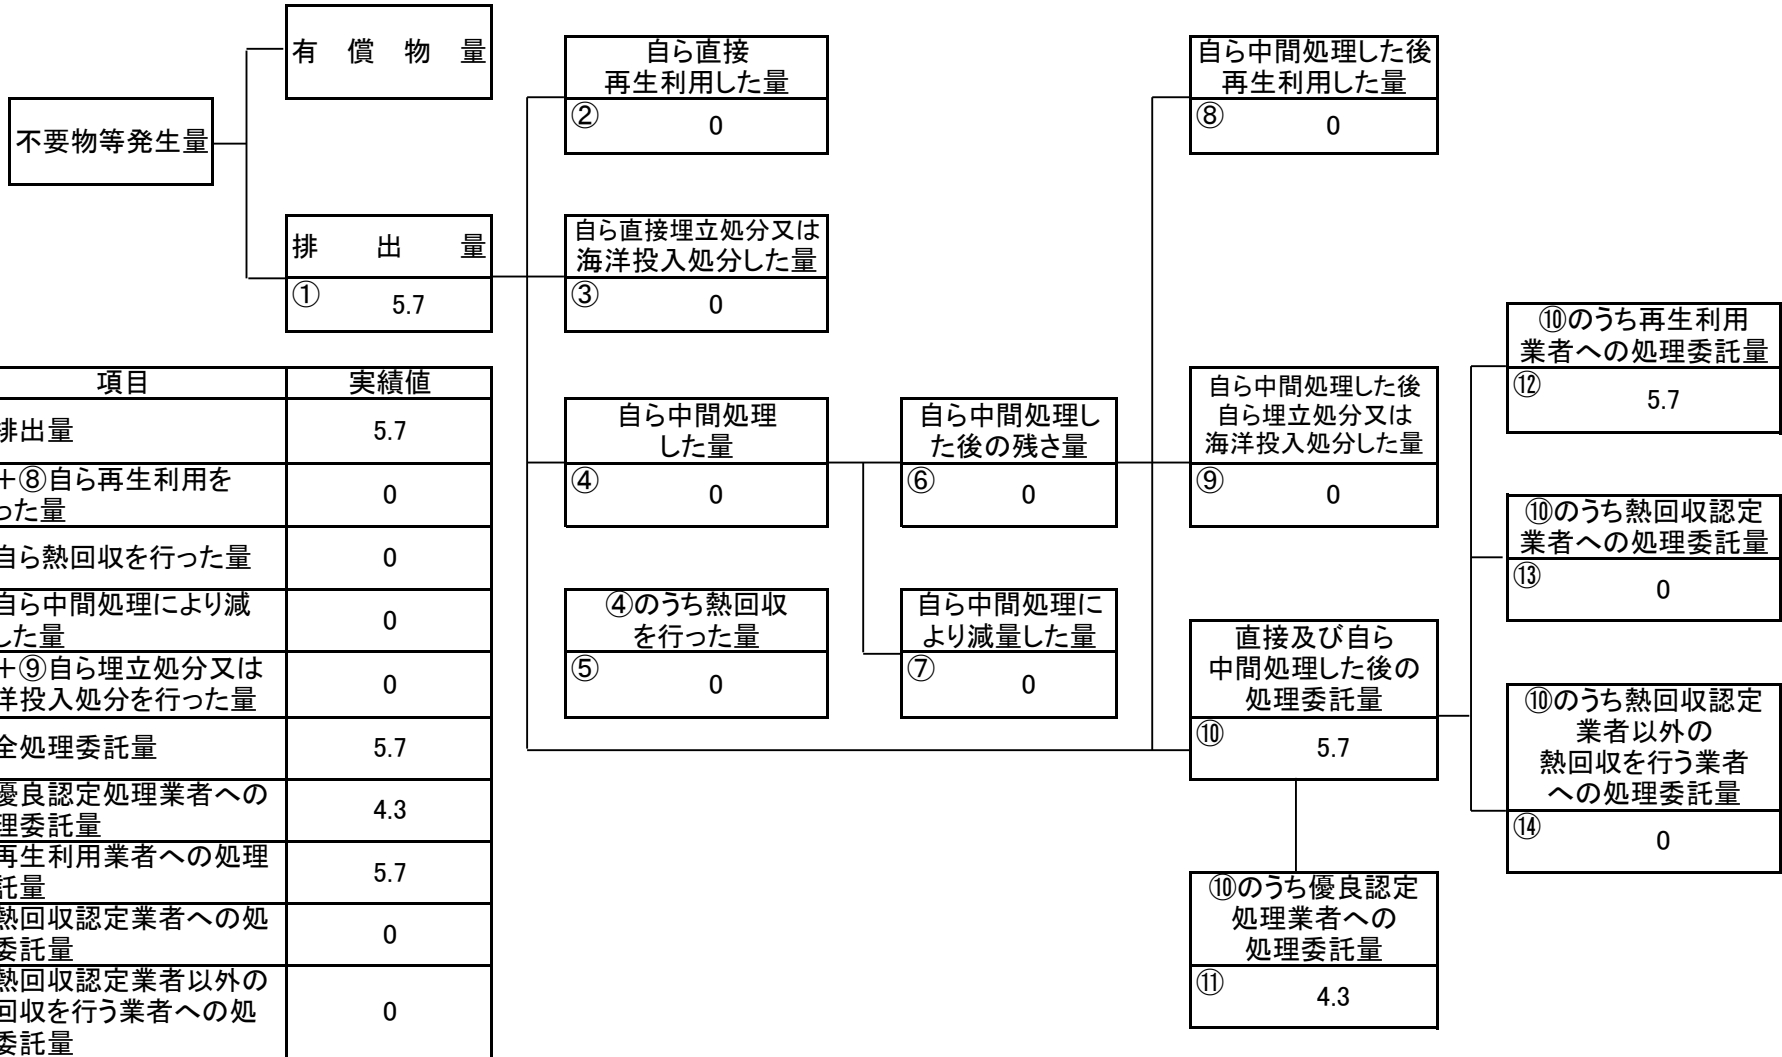 有償物量
不要物等発生量
排出量
① 5.7
自ら直接
再生利用した量
② 0
自ら直接埋立処分又は
海洋投入処分した量
③ 0
自ら中間処理
した量
④ 0
④のうち熱回収
を行った量
⑤ 0
自ら中間処理し
た後の残さ量
⑥ 0
自ら中間処理に
より減量した量
⑦ 0
自ら中間処理した後
再生利用した量
⑧ 0
自ら中間処理した後
自ら埋立処分又は
海洋投入処分した量
⑨ 0
直接及び自ら
中間処理した後の
処理委託量
⑩ 5.7
⑩のうち優良認定
処理業者への
処理委託量
⑪ 4.3
⑩のうち再生利用
業者への処理委託量
⑫ 5.7
⑩のうち熱回収認定
業者への処理委託量
⑬ 0
⑩のうち熱回収認定
業者以外の
熱回収を行う業者
への処理委託量
⑭ 0
項目 実績値
排出量 5.7
+⑧自ら再生利用を
った量 0
自ら熱回収を行った量 0
自ら中間処理により減
した量 0
+⑨自ら埋立処分又は
洋投入処分を行った量 0
全処理委託量 5.7
優良認定処理業者への
理委託量 4.3
再生利用業者への処理
託量 5.7
熱回収認定業者への処
委託量 0
熱回収認定業者以外の
回収を行う業者への処
委託量 0